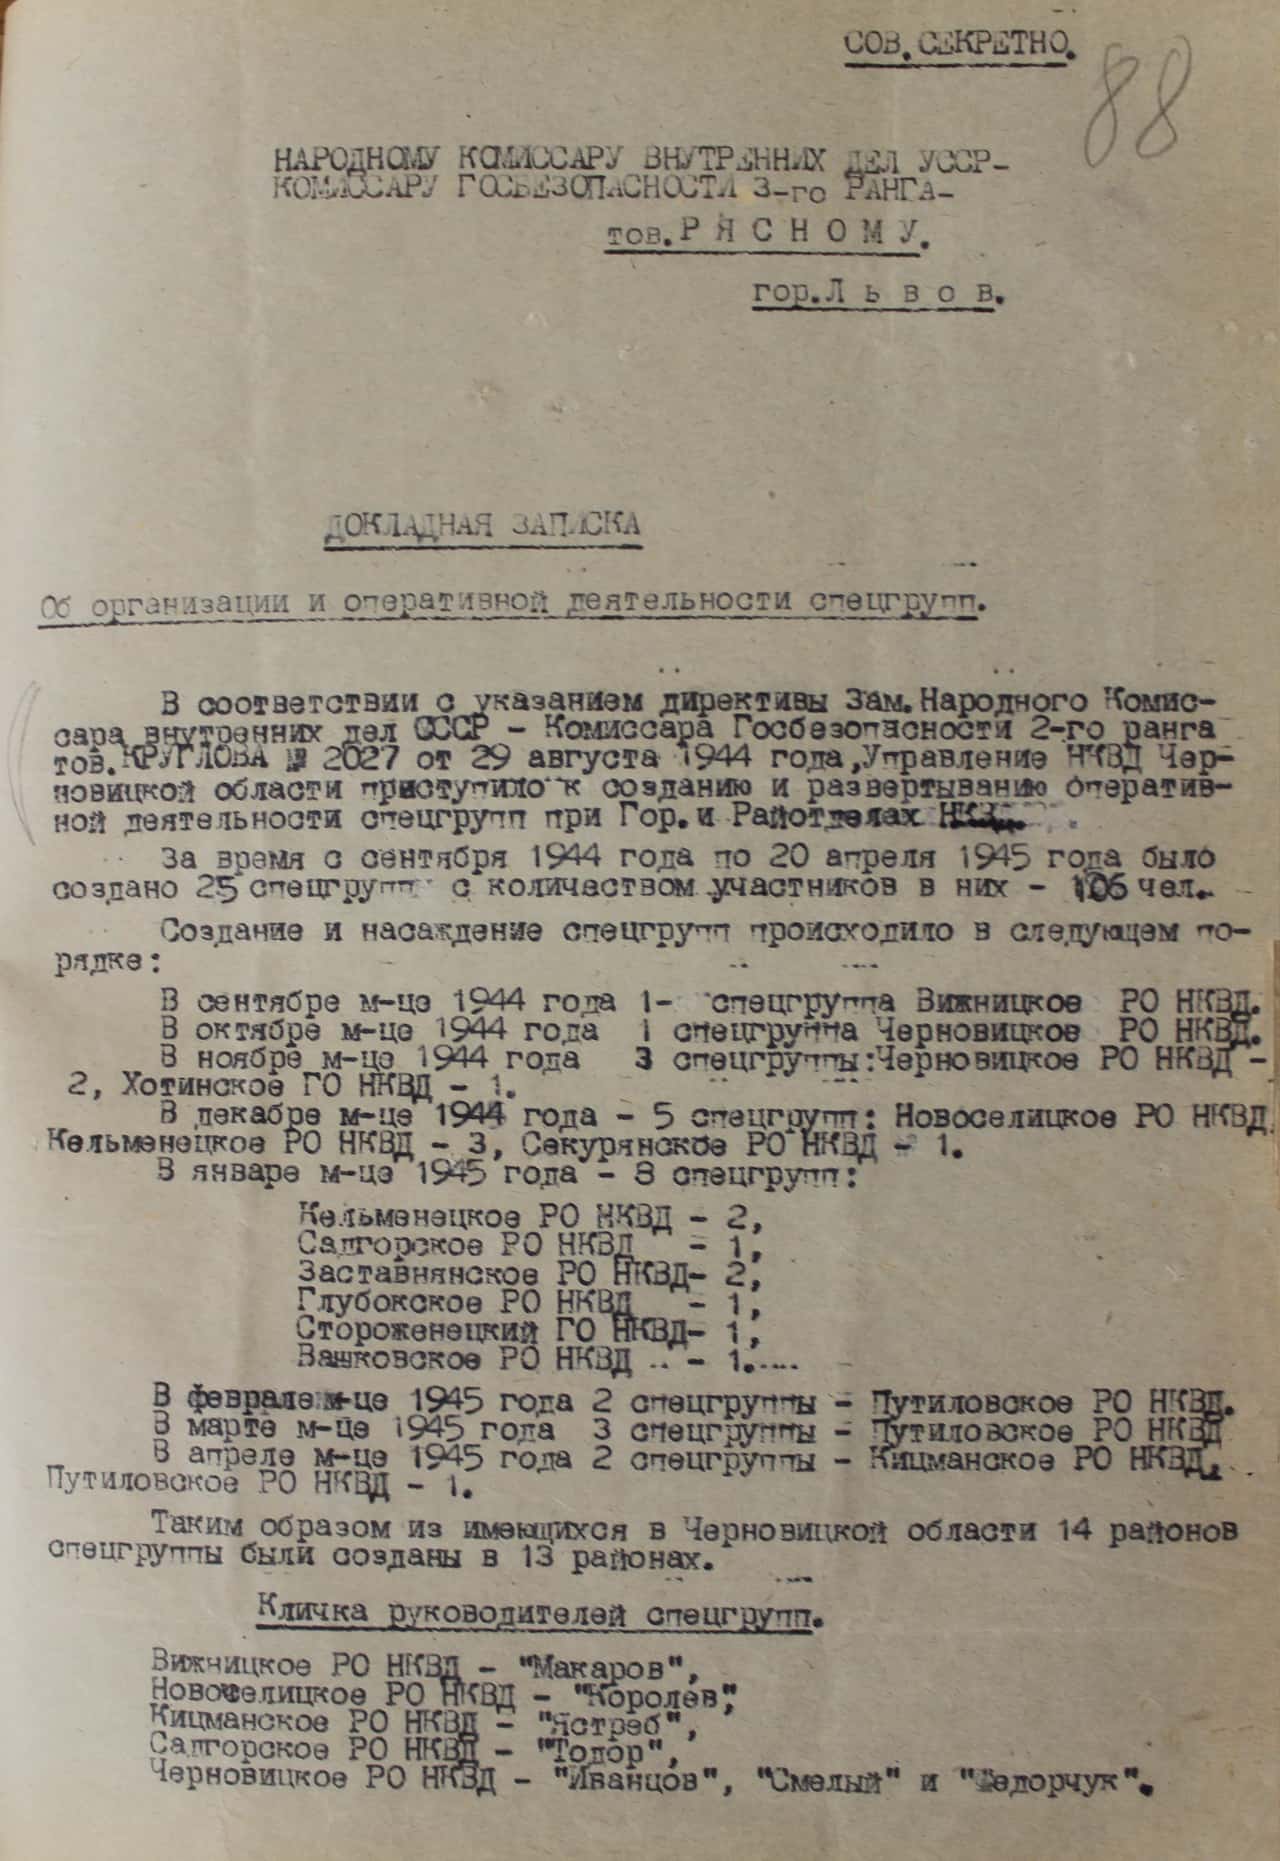 СОВ.СЕКРЕТНО.
88
НАРОДНОМУ КОМИССАРУ ВНУТРЕННИХ ДЕЛ УССР-
КОМИССАРУ ГОСБЕЗОПАСНОСТИ 3-го РАНГА-
тов.Р Я С Н О М У.
гор.Л ь в о в.
ДОКЛАДНАЯ ЗАПИСКА
Об организации и оперативной деятельности спецгрупп.
В соответствии с указанием директивы Зам.Народного Комис-
сара внутренних дел СССР - Комиссара Госбезопасности 2-го ранга
тов.КРУГЛОВА № 2027 от 29 августа 1944 года,Управление НКВД Чер-
новицкой области приступило к созданию и развертыванию оператив-
ной деятельности спецгрупп при Гор.и Райотделах НКВД.
За время с сентября 1944 года по 20 апреля 1945 года было
создано 25 спецгрупп с количеством участников в них - 106 чел.
Создание и насаждение спецгрупп происходило в следующем по-
рядке:
В сентябре м-це 1944 года 1- спецгруппа Вижницкое РО НКВД.
В октябре м-це 1944 года 1 спецгруппа Черновицкое РО НКВД.
В ноябре м-це 1944 года 3 спецгруппы:Черновицкое РО НКВД -
2, Хотинское ГО НКВД - 1.
В декабре м-це 1944 года - 5 спецгрупп: Новоселицкое РО НКВД,
Кельменецкое РО НКВД - 3, Секурянское РО НКВД - 1.
В январе м-це 1945 года - 8 спецгрупп:
Кельменецкое РО НКВД - 2,
Садгорское РО НКВД - 1,
Заставнянское РО НКВД- 2,
Глубокское РО НКВД - 1,
Стороженецкий ГО НКВД- 1,
Вашковское РО НКВД - 1.
В феврале м-це 1945 года 2 спецгруппы - Путиловское РО НКВД.
В марте м-це 1945 года 3 спецгруппы - Путиловское РО НКВД
В апреле м-це 1945 года 2 спецгруппы - Кицманское РО НКВД,
Путиловское РО НКВД - 1.
Таким образом из имеющихся в Черновицкой области 14 районов
спецгруппы были созданы в 13 районах.
Кличка руководителей спецгрупп.
Вижницкое РО НКВД - "Макаров",
Новоселицкое РО НКВД - "Королев",
Кицманское РО НКВД - "Ястреб",
Садгорское РО НКВД - "Тодор",
Черновицкое РО НКВД - "Иванцов", "Смелый" и "Федорчук".